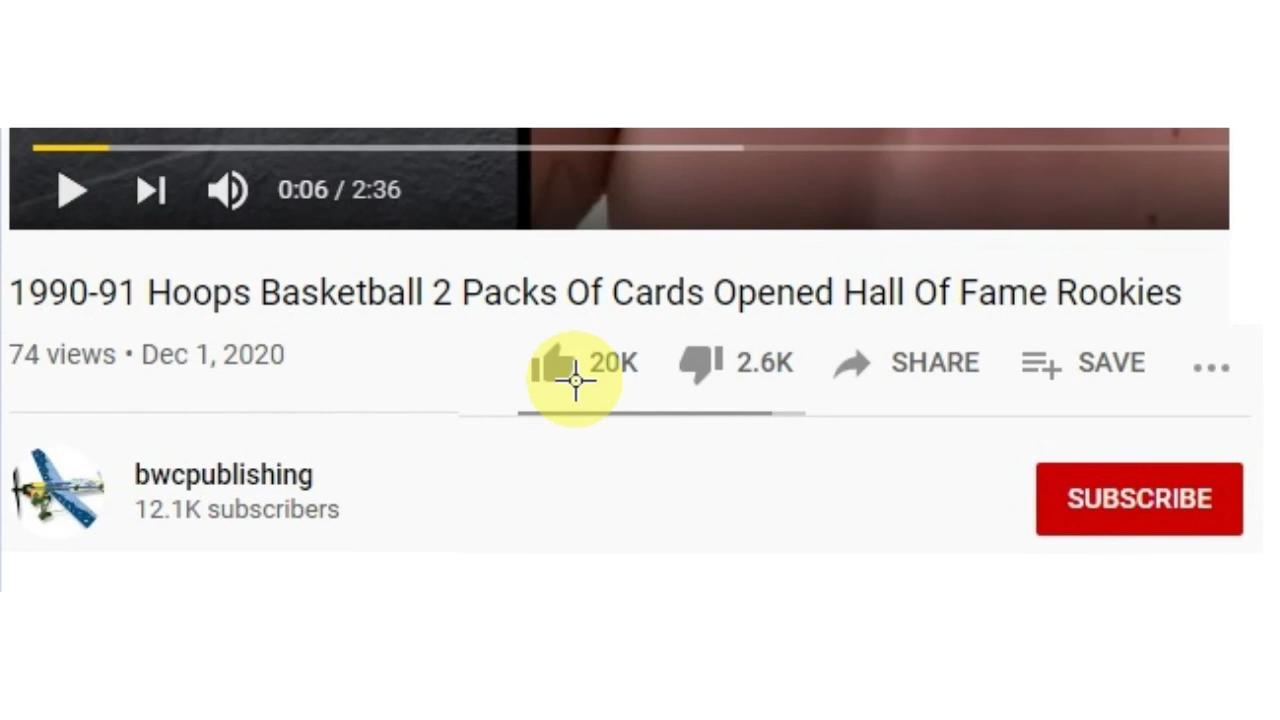 0:06 / 2:36
1990-91 Hoops Basketball 2 Packs Of Cards Opened Hall Of Fame Rookies
74 views • Dec 1, 2020
20K 2.6K SHARE SAVE
bwcpublishing
12.1K subscribers
SUBSCRIBE